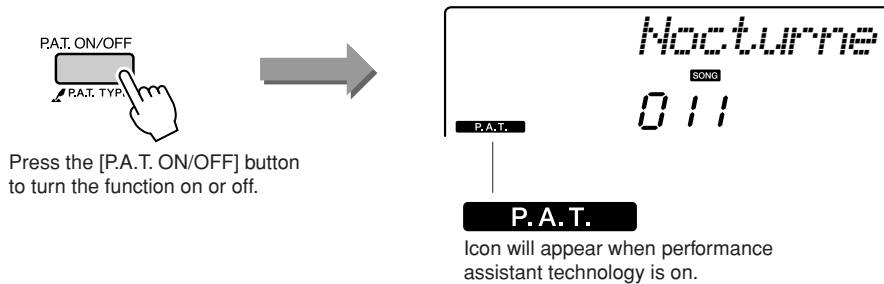 P.A.T. ON/OFF
P.A.T. TYP
Press the [P.A.T. ON/OFF] button
to turn the function on or off.
Nocturne
SONG
011
P.A.T.
P.A.T.
Icon will appear when performance
assistant technology is on.